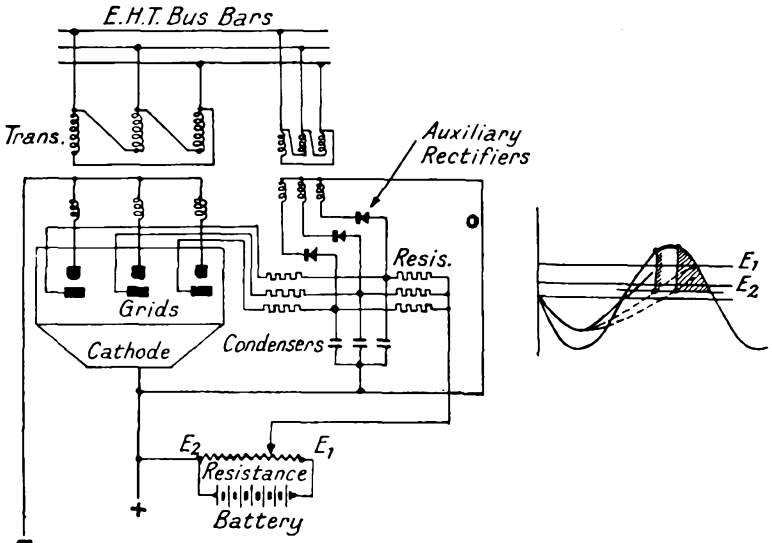 E.H.T. Bus Bars
Trans.
Auxiliary
Rectifiers
O
Resis.
Grids
Cathode
Condensers
E1
E2
E2
E1
Resistance
Battery
+
-